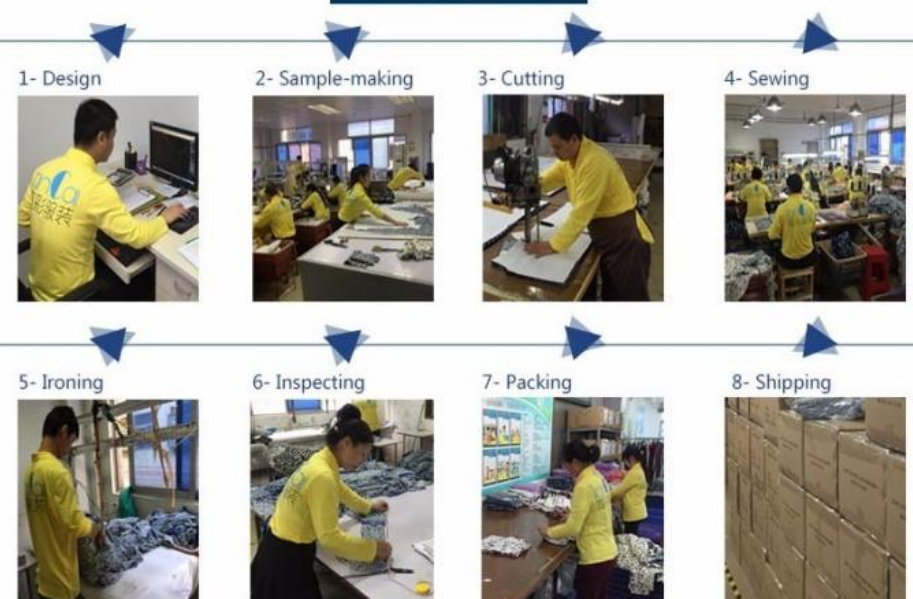 1- Design
2- Sample-making
3- Cutting
4- Sewing
5- Ironing
6- Inspecting
7- Packing
8- Shipping